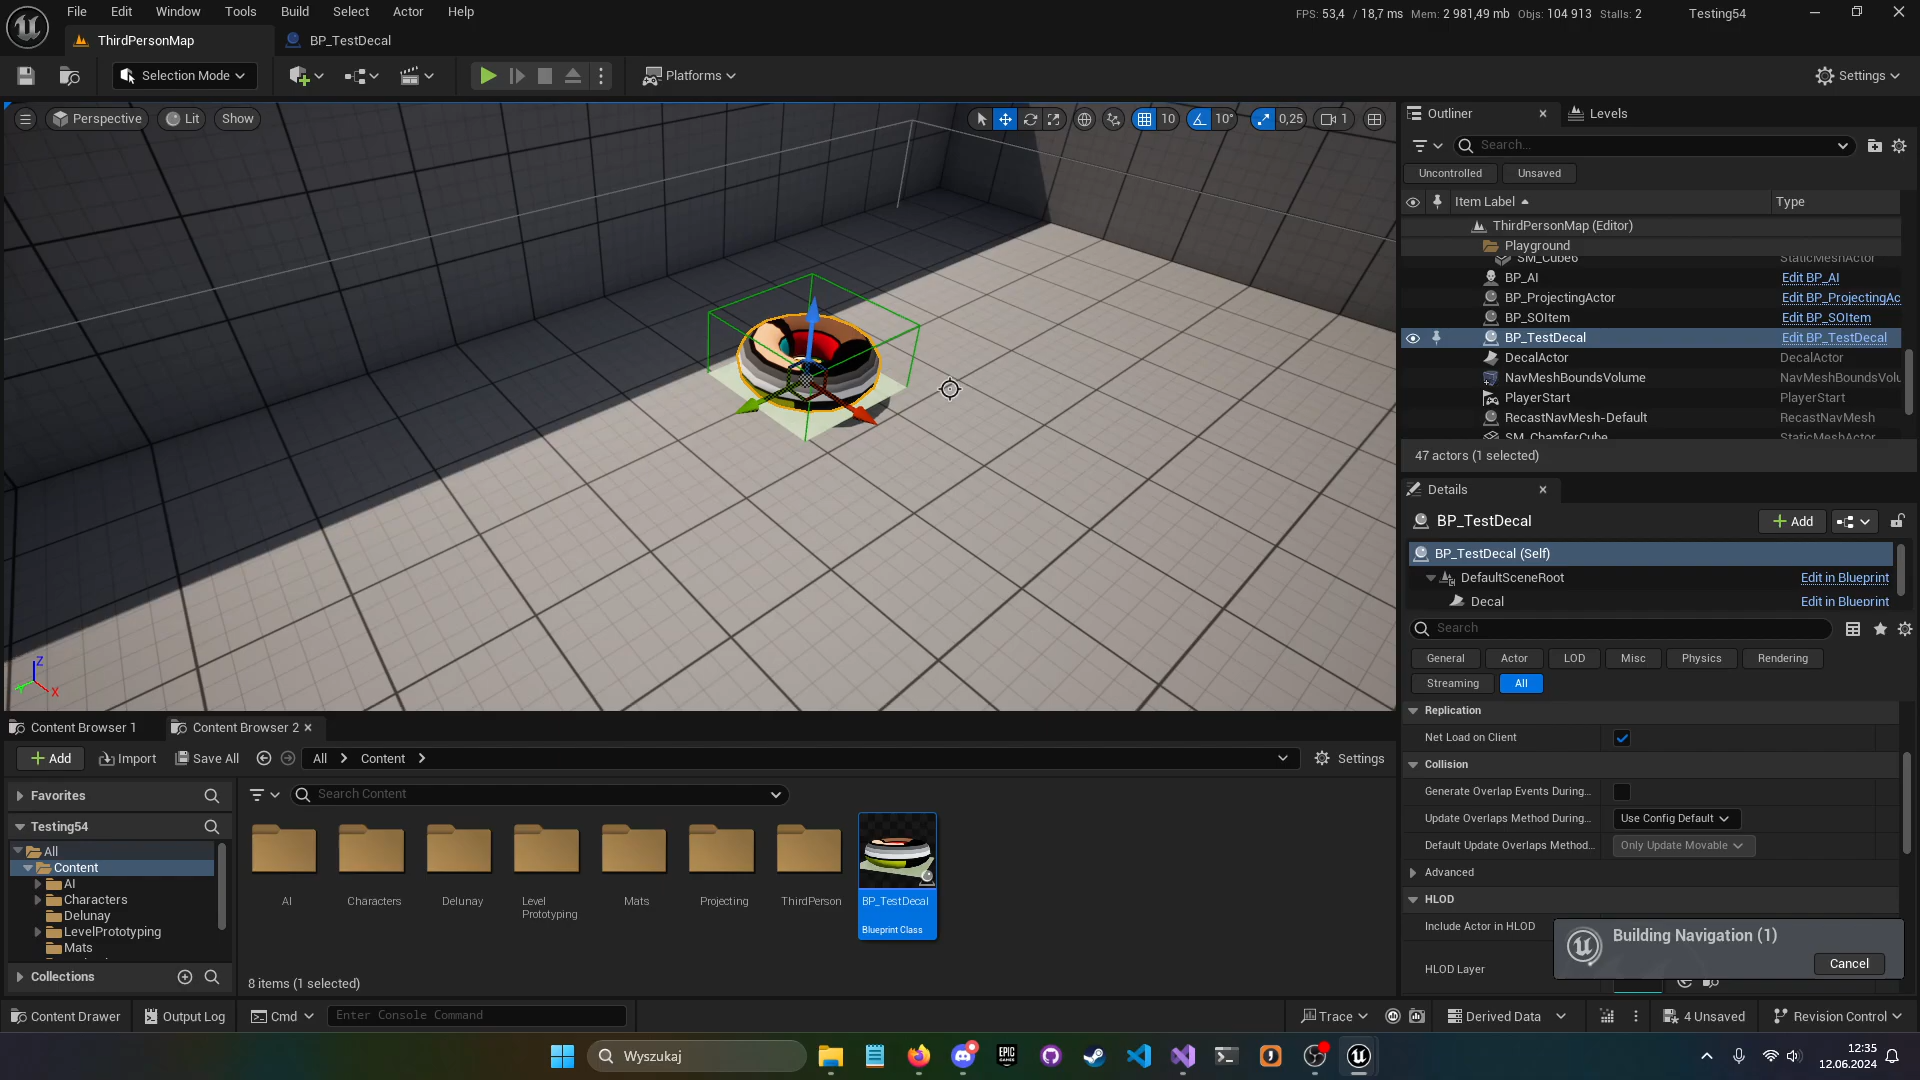 File Edit Window Tools Build Select Actor Help
FPS: 53,4 / 18,7 ms Mem: 2 981,49 mb Objs: 104 913 Stalls: 2 Testing54
ThirdPersonMap BP_TestDecal
Selection Mode Platforms Settings
Perspective Lit Show 10 10° 0,25 1
Outliner Levels
Search...
Uncontrolled Unsaved
Item Label Type
ThirdPersonMap (Editor)
Playground
SM_Cube6 StaticMeshActor
BP_AI Edit BP_AI
BP_ProjectingActor Edit BP_ProjectingAc
BP_SOItem Edit BP_SOItem
BP_TestDecal Edit BP_TestDecal
DecalActor DecalActor
NavMeshBoundsVolume NavMeshBoundsVolu
PlayerStart PlayerStart
RecastNavMesh-Default RecastNavMesh
SM_ChamferCube StaticMeshActor
47 actors (1 selected)
Details
BP_TestDecal Add
BP_TestDecal (Self)
DefaultSceneRoot Edit in Blueprint
Decal Edit in Blueprint
Search
General Actor LOD Misc Physics Rendering
Streaming All
Replication
Net Load on Client
Collision
Generate Overlap Events During...
Update Overlaps Method During... Use Config Default
Default Update Overlaps Method... Only Update Movable
Advanced
HLOD
Include Actor in HLOD
HLOD Layer
Building Navigation (1)
Cancel
Z
X
Y
Content Browser 1 Content Browser 2
Add Import Save All All Content Settings
Favorites
Testing54
All
Content
AI
Characters
Delunay
LevelPrototyping
Mats
Collections
Search Content
AI Characters Delunay Level Prototyping Mats Projecting ThirdPerson BP_TestDecal
Blueprint Class
8 items (1 selected)
Content Drawer Output Log Cmd Enter Console Command Trace Derived Data 4 Unsaved Revision Control
Wyszukaj
EPIC GAMES
12:35
12.06.2024